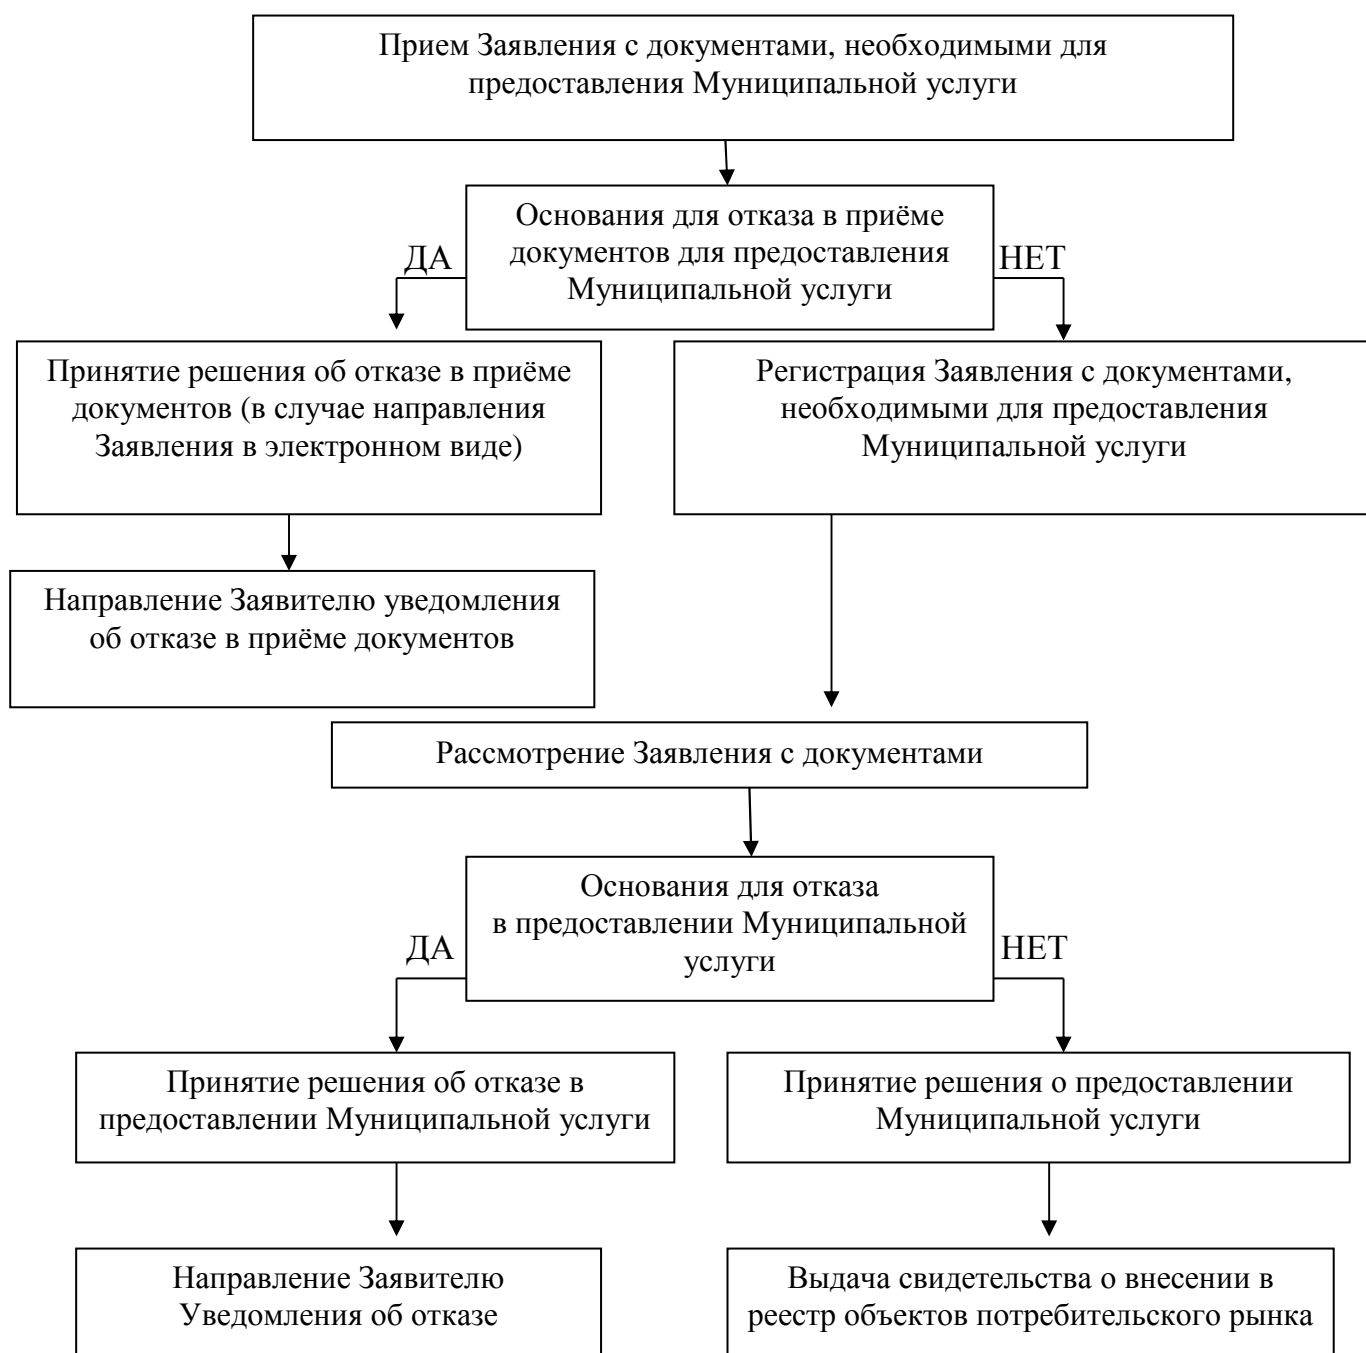 Прием Заявления с документами, необходимыми для
предоставления Муниципальной услуги
Основания для отказа в приёме
документов для предоставления
Муниципальной услуги
ДА
НЕТ
Принятие решения об отказе в приёме
документов (в случае направления
Заявления в электронном виде)
Регистрация Заявления с документами,
необходимыми для предоставления
Муниципальной услуги
Направление Заявителю уведомления
об отказе в приёме документов
Рассмотрение Заявления с документами
Основания для отказа
в предоставлении Муниципальной
услуги
ДА
НЕТ
Принятие решения об отказе в
предоставлении Муниципальной услуги
Принятие решения о предоставлении
Муниципальной услуги
Направление Заявителю
Уведомления об отказе
Выдача свидетельства о внесении в
реестр объектов потребительского рынка